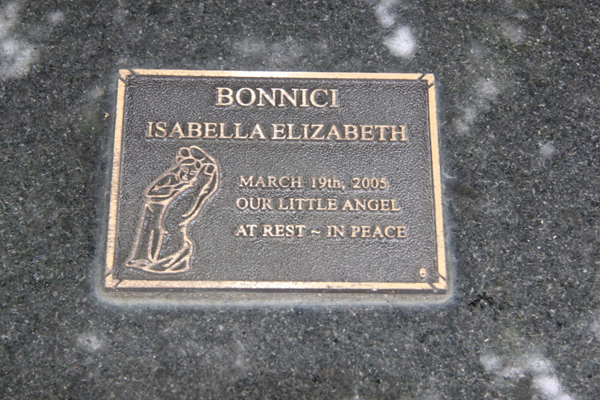 BONNICI
ISABELLA ELIZABETH
MARCH 19th, 2005
OUR LITTLE ANGEL
AT REST ~ IN PEACE